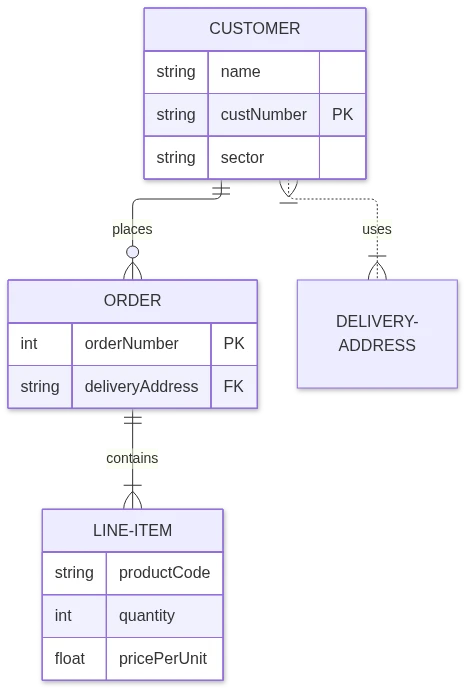 CUSTOMER
string name
string custNumber PK
string sector
places
uses
ORDER
int orderNumber PK
string deliveryAddress FK
DELIVERY-
ADDRESS
contains
LINE-ITEM
string productCode
int quantity
float pricePerUnit